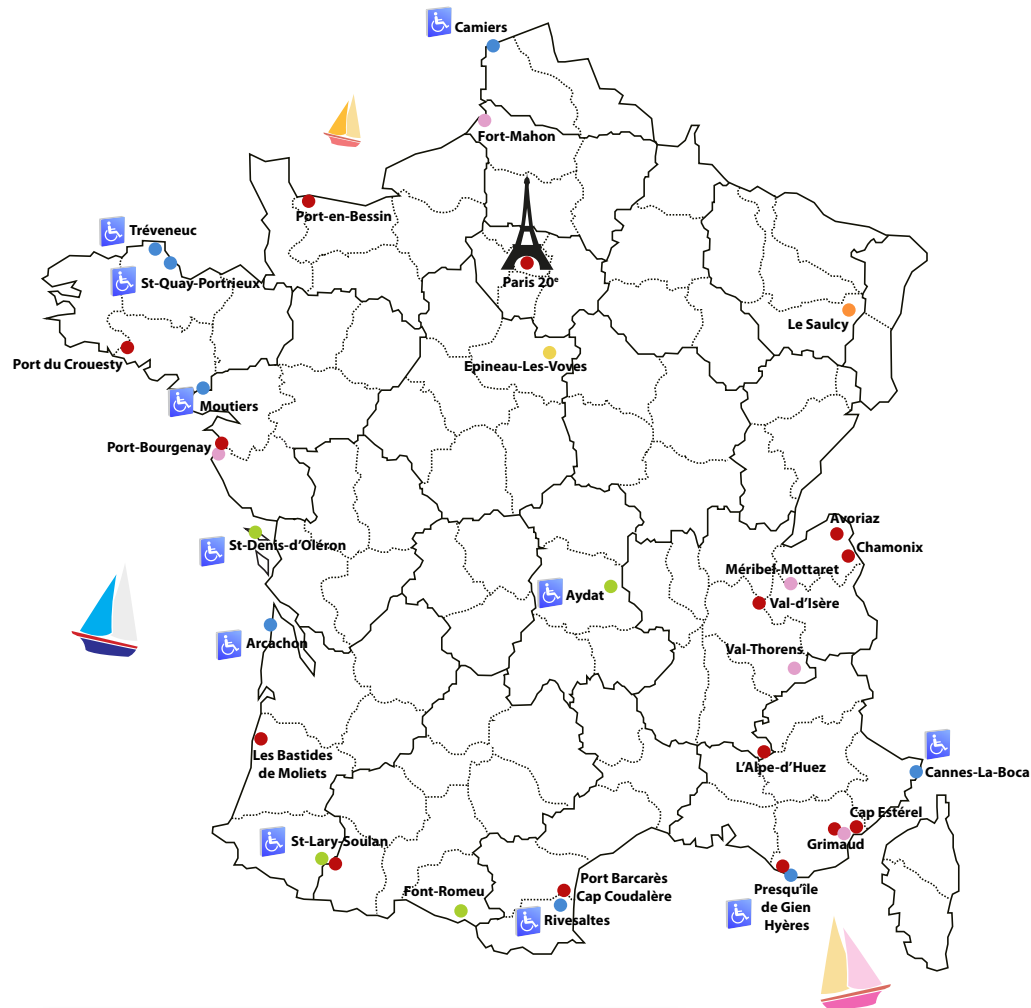 Camiers
Fort-Mahon
Port-en-Bessin
Tréveneuc
St-Quay-Portrieux
Paris 20e
Le Saulcy
Port du Crouesty
Epineau-Les-Voves
Moutiers
Port-Bourgenay
Avoriaz
St-Denis-d'Oléron
Chamonix
Méribel-Mottaret
Aydat
Val-d'Isère
Arcachon
Val-Thorens
Les Bastides
de Moliets
L'Alpe-d'Huez
Cannes-La-Boca
Cap Estérel
St-Lary-Soulan
Grimaud
Font-Romeu
Port Barcarès
Cap Coudalère
Rivesaltes
Presqu'île
de Gien
Hyères